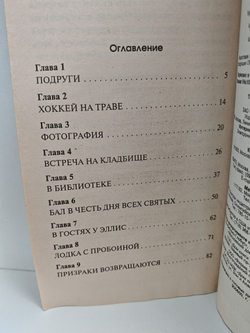 Оглавление
Глава 1
ПОДРУГИ 5
Глава 2
ХОККЕЙ НА ТРАВЕ 14
Глава 3
ФОТОГРАФИЯ 20
Глава 4
ВСТРЕЧА НА КЛАДБИЩЕ 26
Глава 5
В БИБЛИОТЕКЕ 37
Глава 6
БАЛ В ЧЕСТЬ ДНЯ ВСЕХ СВЯТЫХ 50
Глава 7
В ГОСТЯХ У ЭЛЛИС 62
Глава 8
ЛОДКА С ПРОБОИНОЙ 71
Глава 9
ПРИЗРАКИ ВОЗВРАЩАЮТСЯ 82